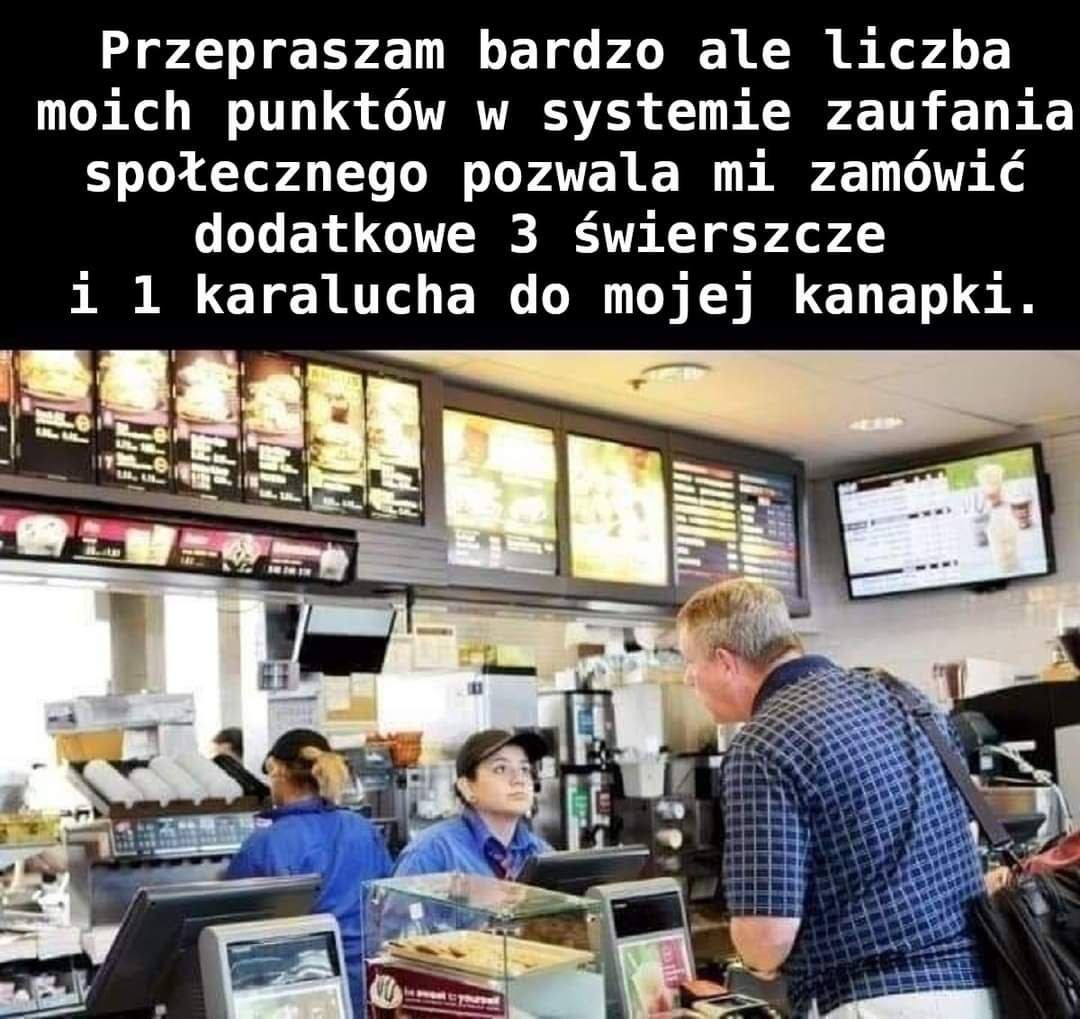 Przepraszam bardzo ale liczba
moich punktów w systemie zaufania
społecznego pozwala mi zamówić
dodatkowe 3 świerszcze
i 1 karalucha do mojej kanapki.